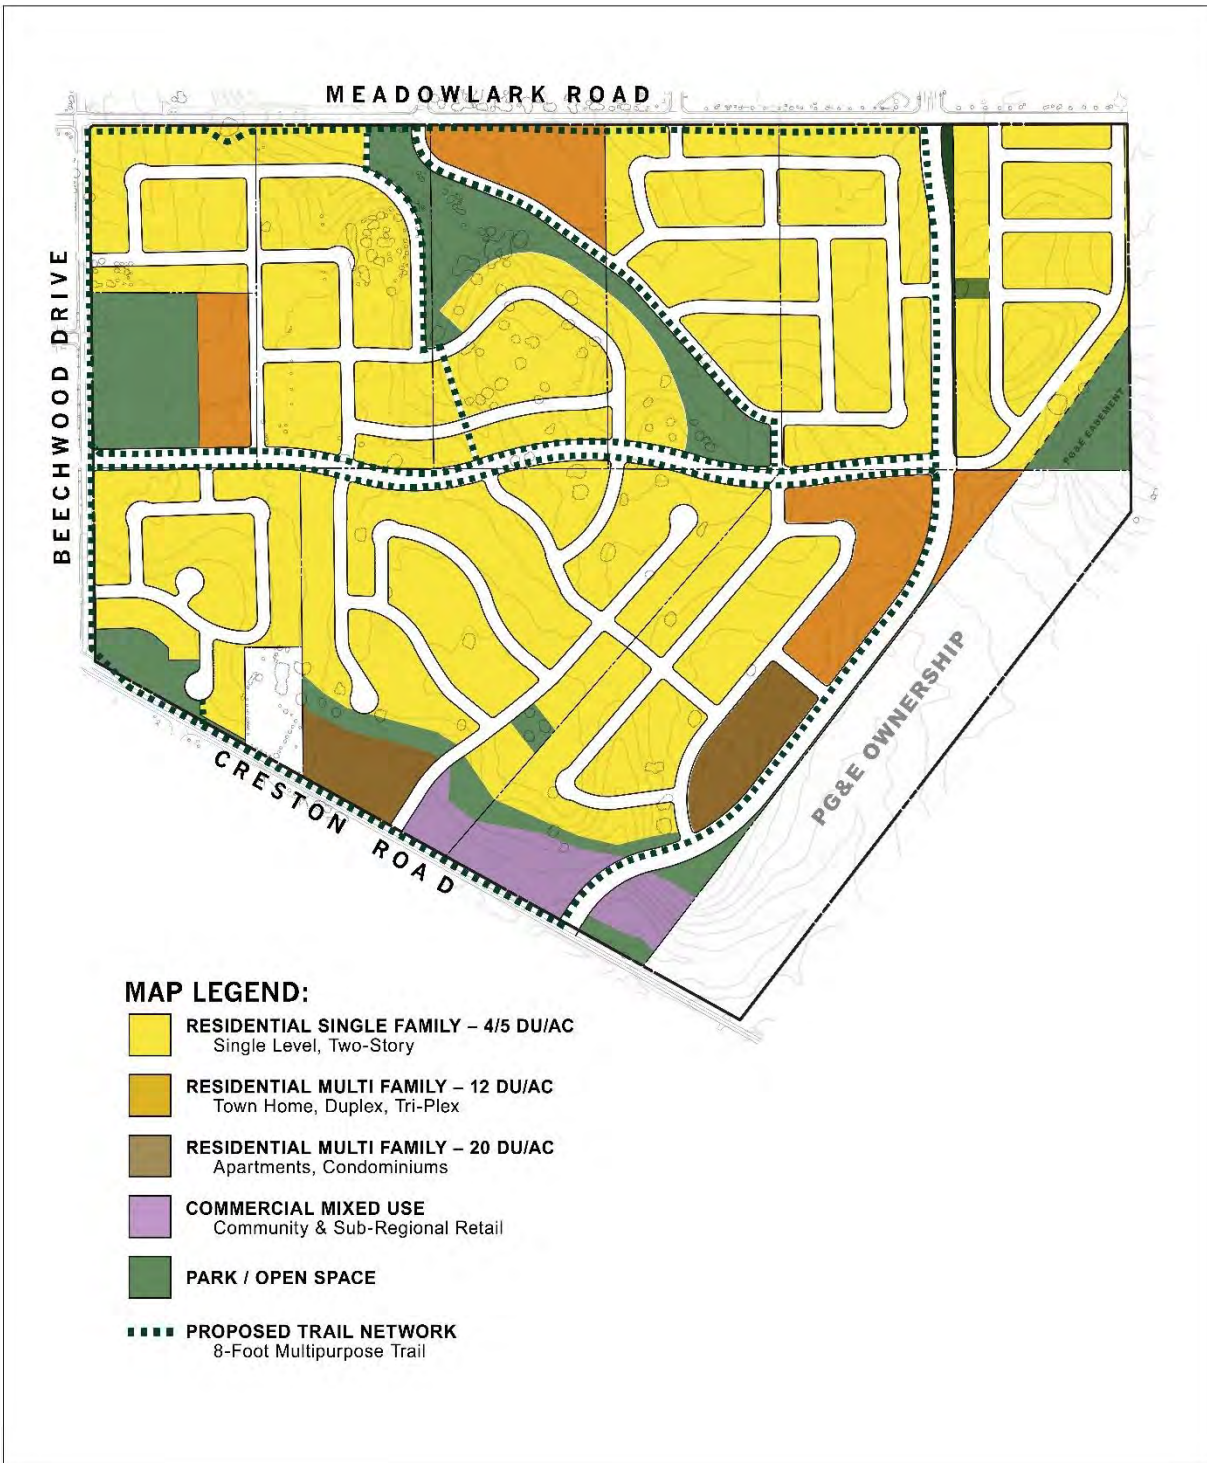 MEADOWLARK ROAD
BEECHWOOD DRIVE
PG&E EASEMENT
PG&E OWNERSHIP
CRESTON ROAD
MAP LEGEND:
RESIDENTIAL SINGLE FAMILY – 4/5 DU/AC
Single Level, Two-Story
RESIDENTIAL MULTI FAMILY – 12 DU/AC
Town Home, Duplex, Tri-Plex
RESIDENTIAL MULTI FAMILY – 20 DU/AC
Apartments, Condominiums
COMMERCIAL MIXED USE
Community & Sub-Regional Retail
PARK / OPEN SPACE
PROPOSED TRAIL NETWORK
8-Foot Multipurpose Trail